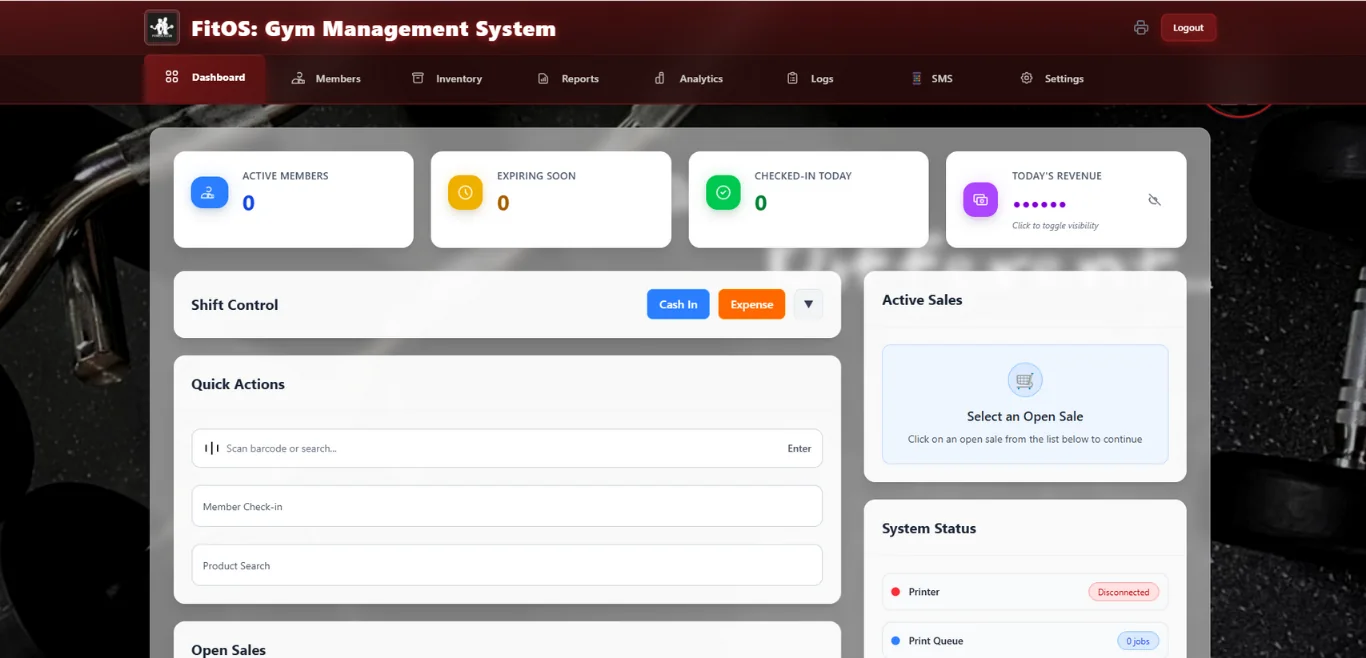 FitOS: Gym Management System
Logout
Dashboard
Members
Inventory
Reports
Analytics
Logs
SMS
Settings
ACTIVE MEMBERS
0
EXPIRING SOON
0
CHECKED-IN TODAY
0
TODAY'S REVENUE
••••••
Click to toggle visibility
Shift Control
Cash In
Expense
▼
Active Sales
Select an Open Sale
Click on an open sale from the list below to continue
Quick Actions
Scan barcode or search...
Enter
Member Check-in
Product Search
System Status
Printer
Disconnected
Print Queue
0 jobs
Open Sales